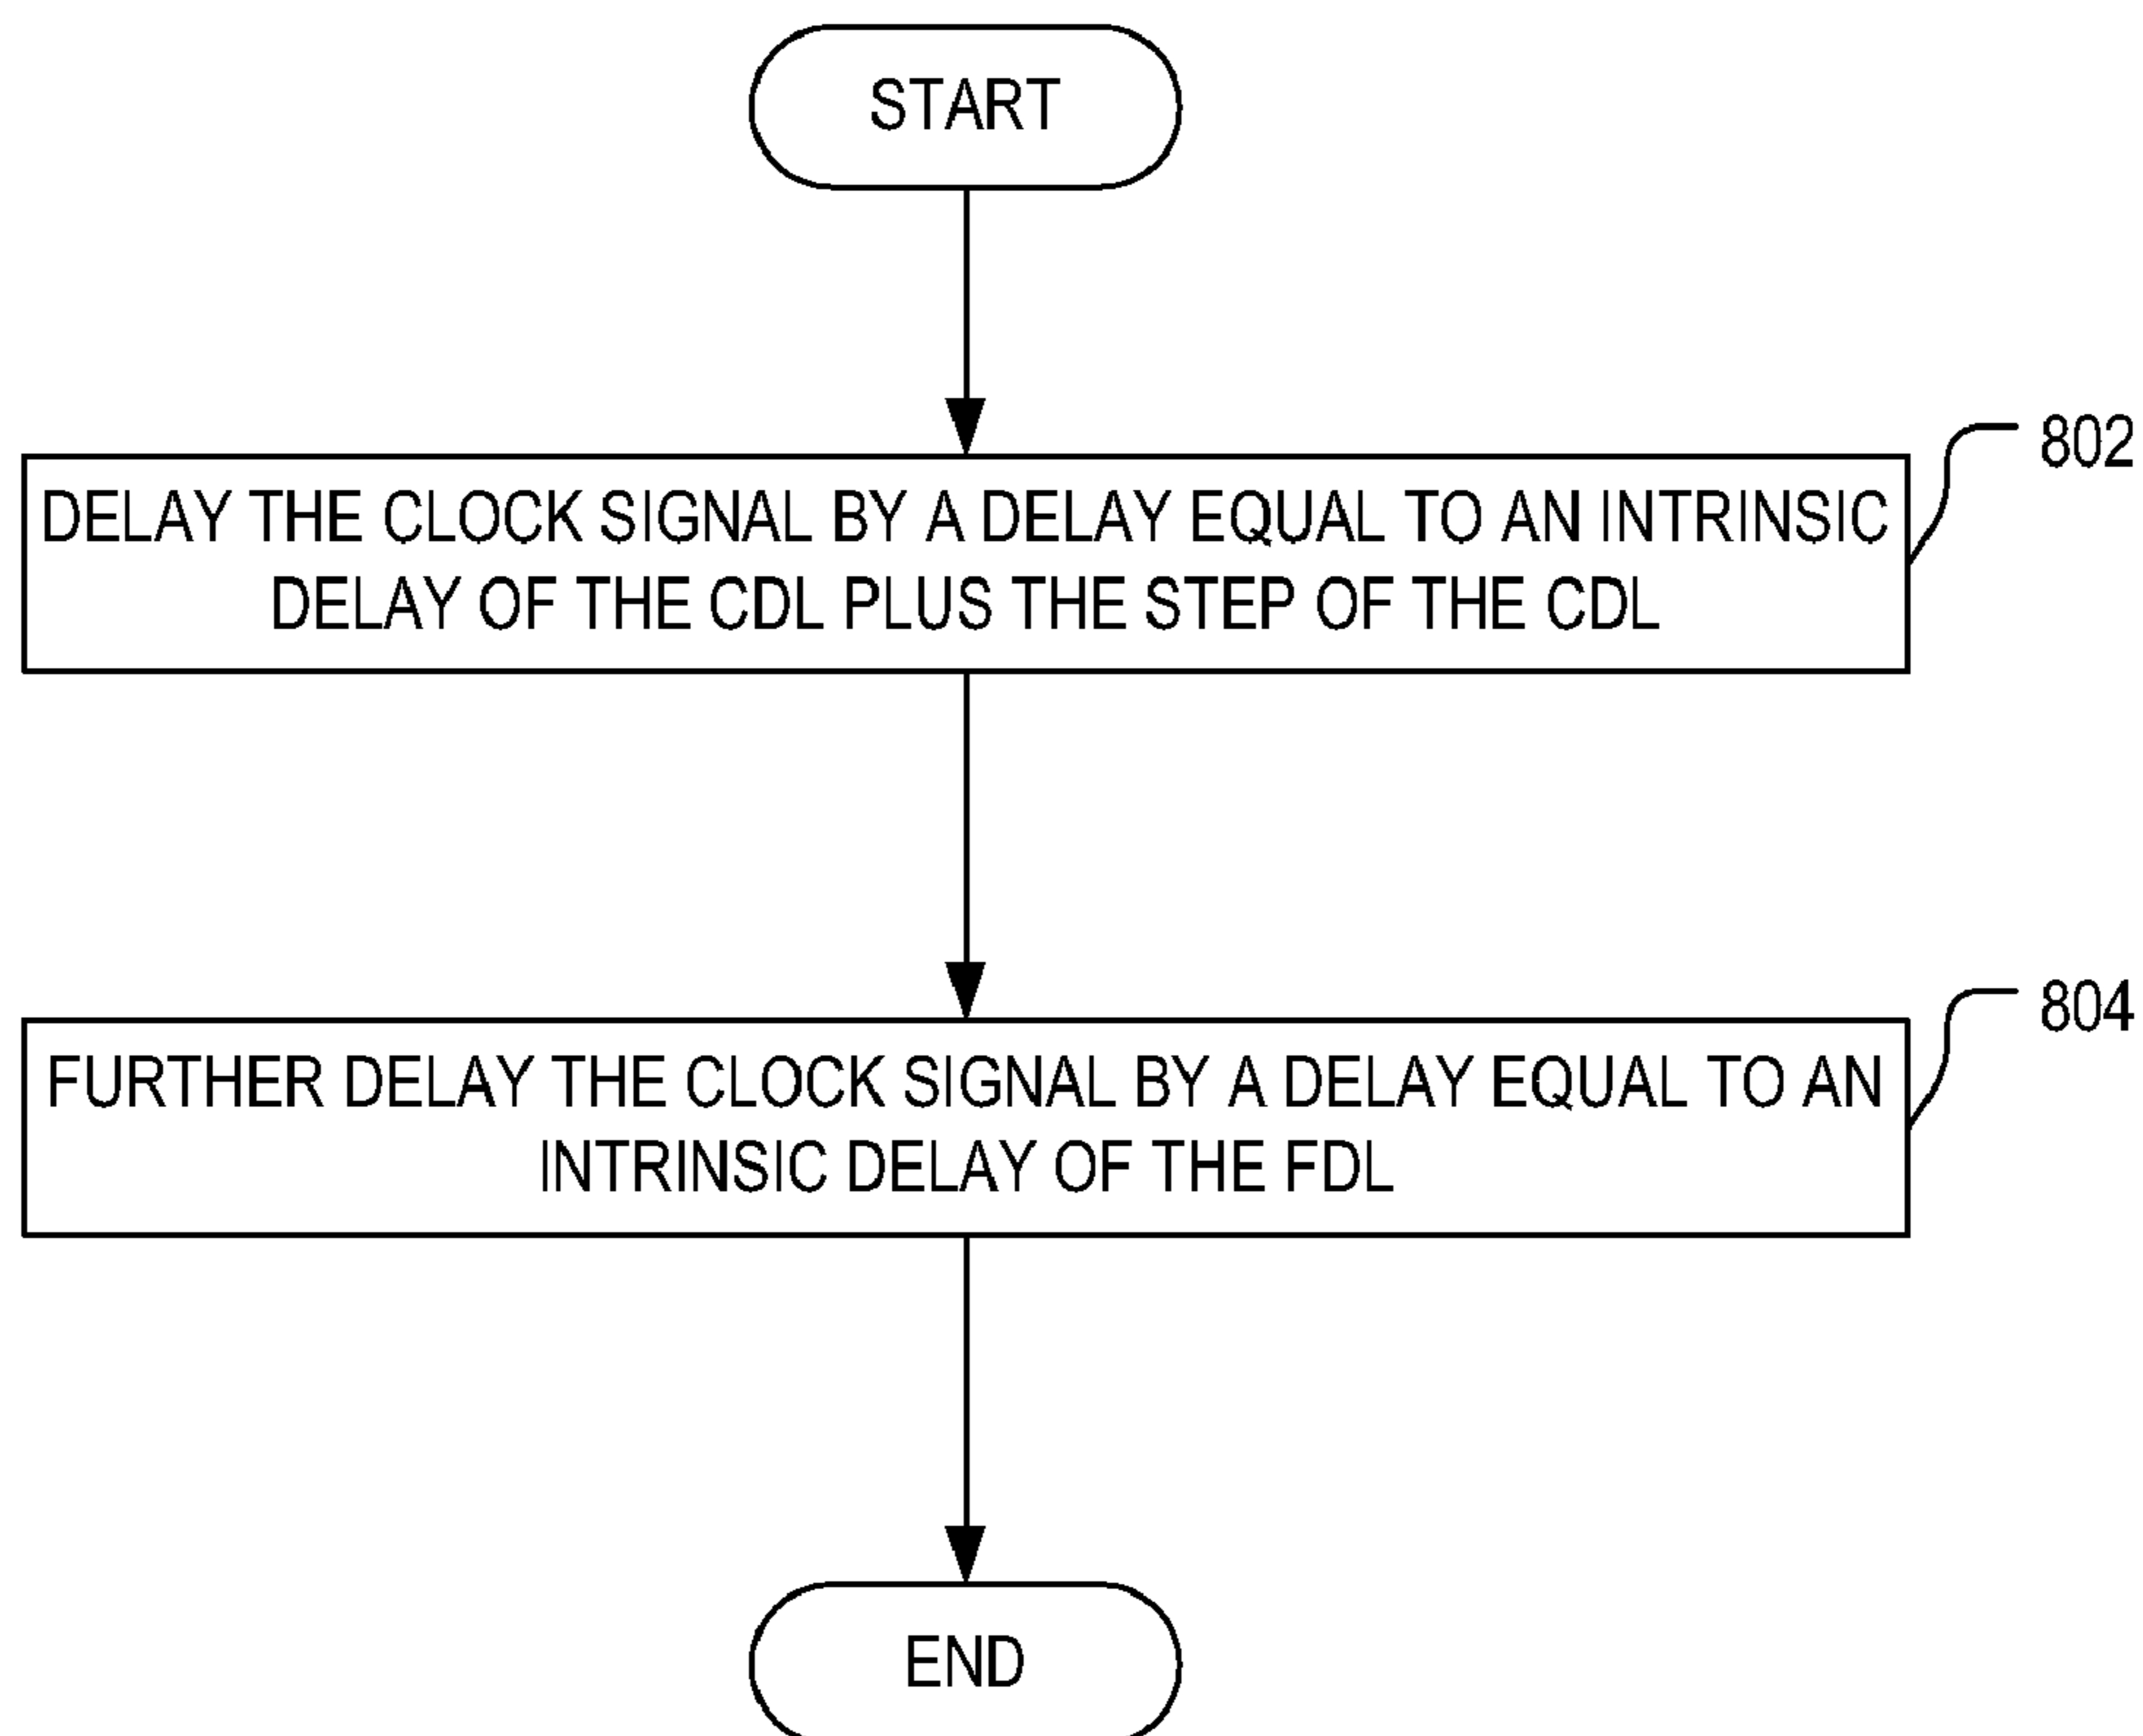 START
802
DELAY THE CLOCK SIGNAL BY A DELAY EQUAL TO AN INTRINSIC
DELAY OF THE CDL PLUS THE STEP OF THE CDL
804
FURTHER DELAY THE CLOCK SIGNAL BY A DELAY EQUAL TO AN
INTRINSIC DELAY OF THE FDL
END